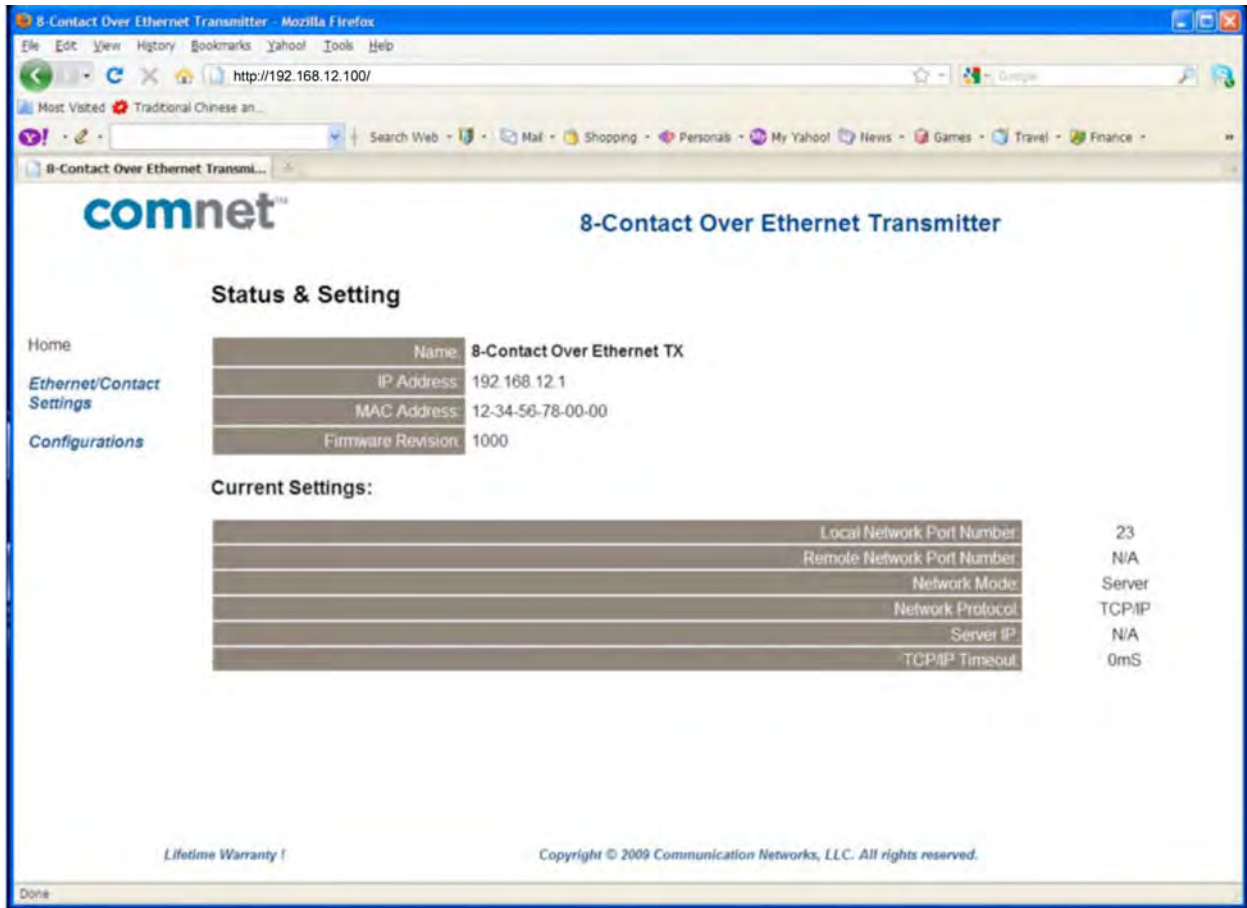 8-Contact Over Ethernet Transmitter - Mozilla Firefox
File Edit View History Bookmarks Yahoo! Tools Help
http://192.168.12.100/ Google
Most Visited Traditional Chinese an...
Y! Search Web Mail Shopping Personals My Yahoo! News Games Travel Finance
8-Contact Over Ethernet Transmi...
comnet™
8-Contact Over Ethernet Transmitter
Status & Setting
Home
Ethernet/Contact
Settings
Configurations
Name: 8-Contact Over Ethernet TX
IP Address: 192.168.12.1
MAC Address: 12-34-56-78-00-00
Firmware Revision: 1000
Current Settings:
Local Network Port Number: 23
Remote Network Port Number: N/A
Network Mode: Server
Network Protocol: TCP/IP
Server IP: N/A
TCP/IP Timeout: 0mS
Lifetime Warranty !
Copyright © 2009 Communication Networks, LLC. All rights reserved.
Done